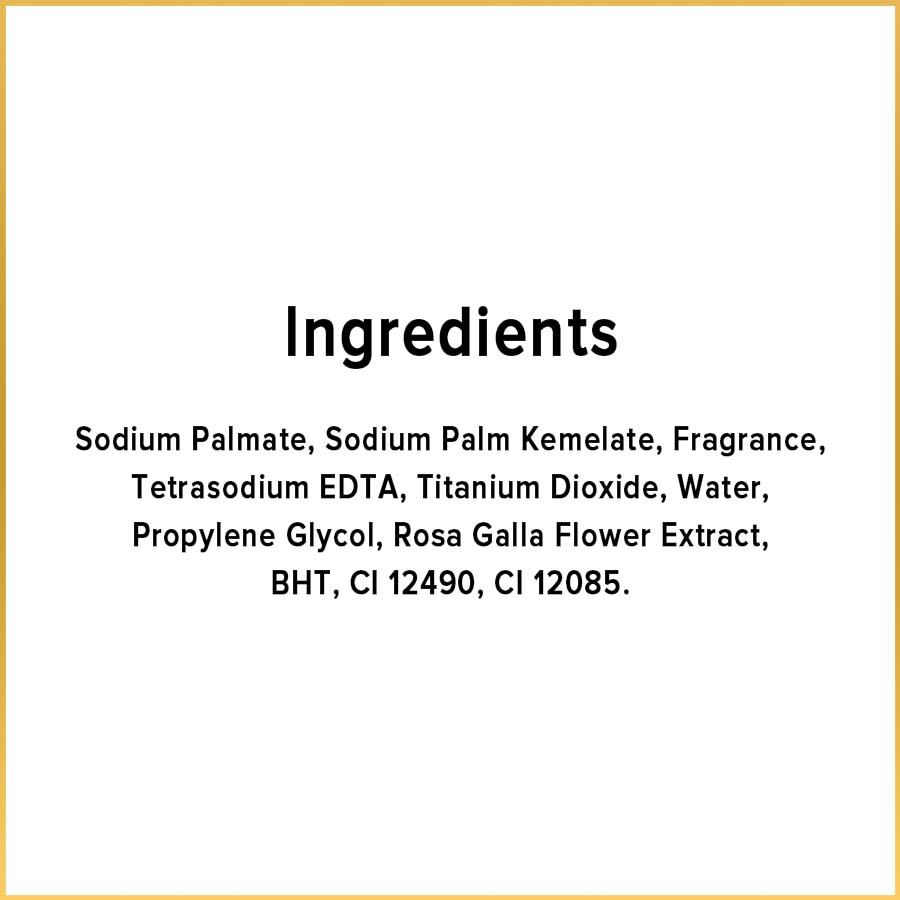 Ingredients
Sodium Palmate, Sodium Palm Kemelate, Fragrance,
Tetrasodium EDTA, Titanium Dioxide, Water,
Propylene Glycol, Rosa Galla Flower Extract,
BHT, CI 12490, CI 12085.